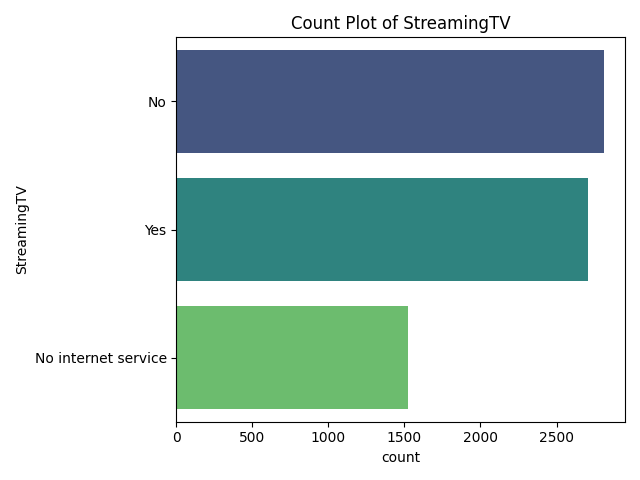 Count Plot of StreamingTV
StreamingTV
No
Yes
No internet service
0 500 1000 1500 2000 2500
count